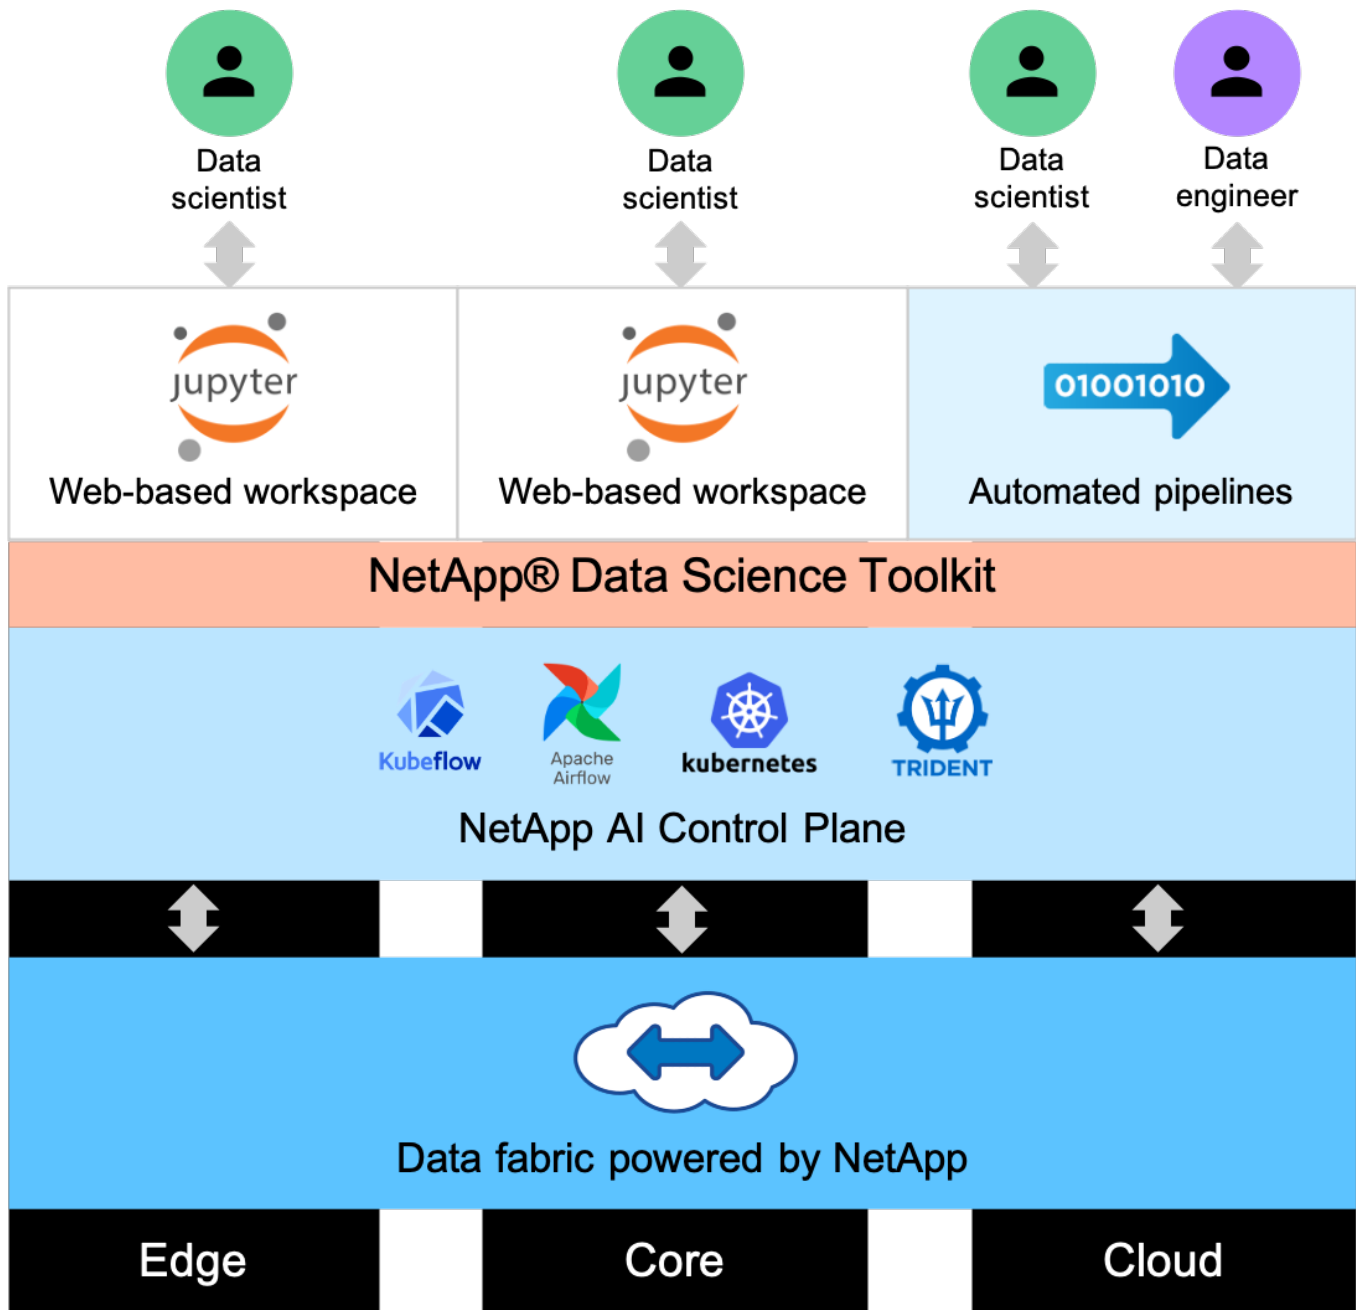 Data
scientist
Data
scientist
Data
scientist
Data
engineer
jupyter
Web-based workspace
jupyter
Web-based workspace
01001010
Automated pipelines
NetApp® Data Science Toolkit
Kubeflow
Apache
Airflow
kubernetes
TRIDENT
NetApp AI Control Plane
Data fabric powered by NetApp
Edge
Core
Cloud